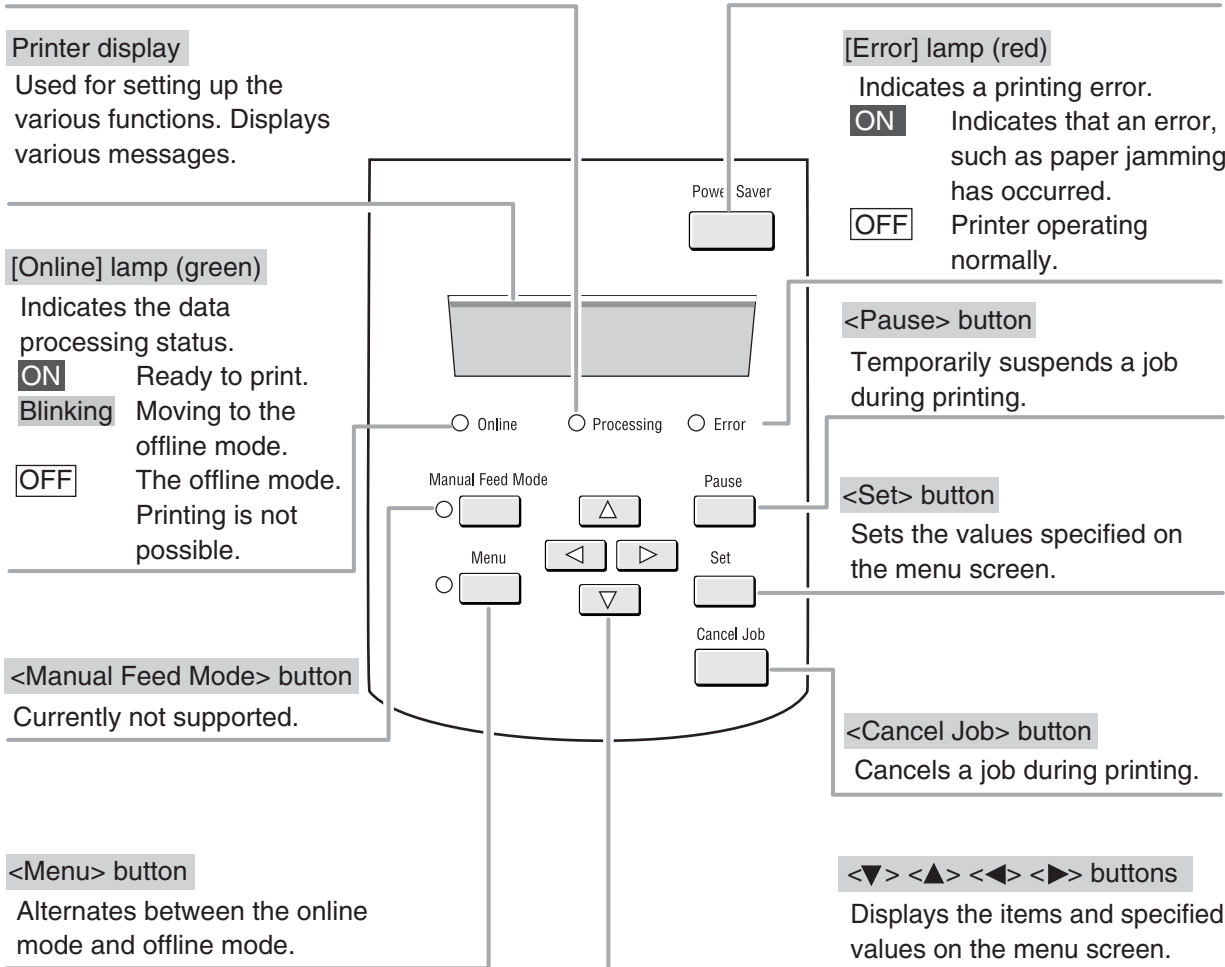 Printer display
Used for setting up the
various functions. Displays
various messages.
[Online] lamp (green)
Indicates the data
processing status.
ON Ready to print.
Blinking Moving to the
offline mode.
OFF The offline mode.
Printing is not
possible.
<Manual Feed Mode> button
Currently not supported.
<Menu> button
Alternates between the online
mode and offline mode.
Power Saver
Online Processing Error
Manual Feed Mode
Pause
Menu
Set
Cancel Job
[Error] lamp (red)
Indicates a printing error.
ON Indicates that an error,
such as paper jamming
has occurred.
OFF Printer operating
normally.
<Pause> button
Temporarily suspends a job
during printing.
<Set> button
Sets the values specified on
the menu screen.
<Cancel Job> button
Cancels a job during printing.
<▼> <▲> <◀> <▶> buttons
Displays the items and specified
values on the menu screen.